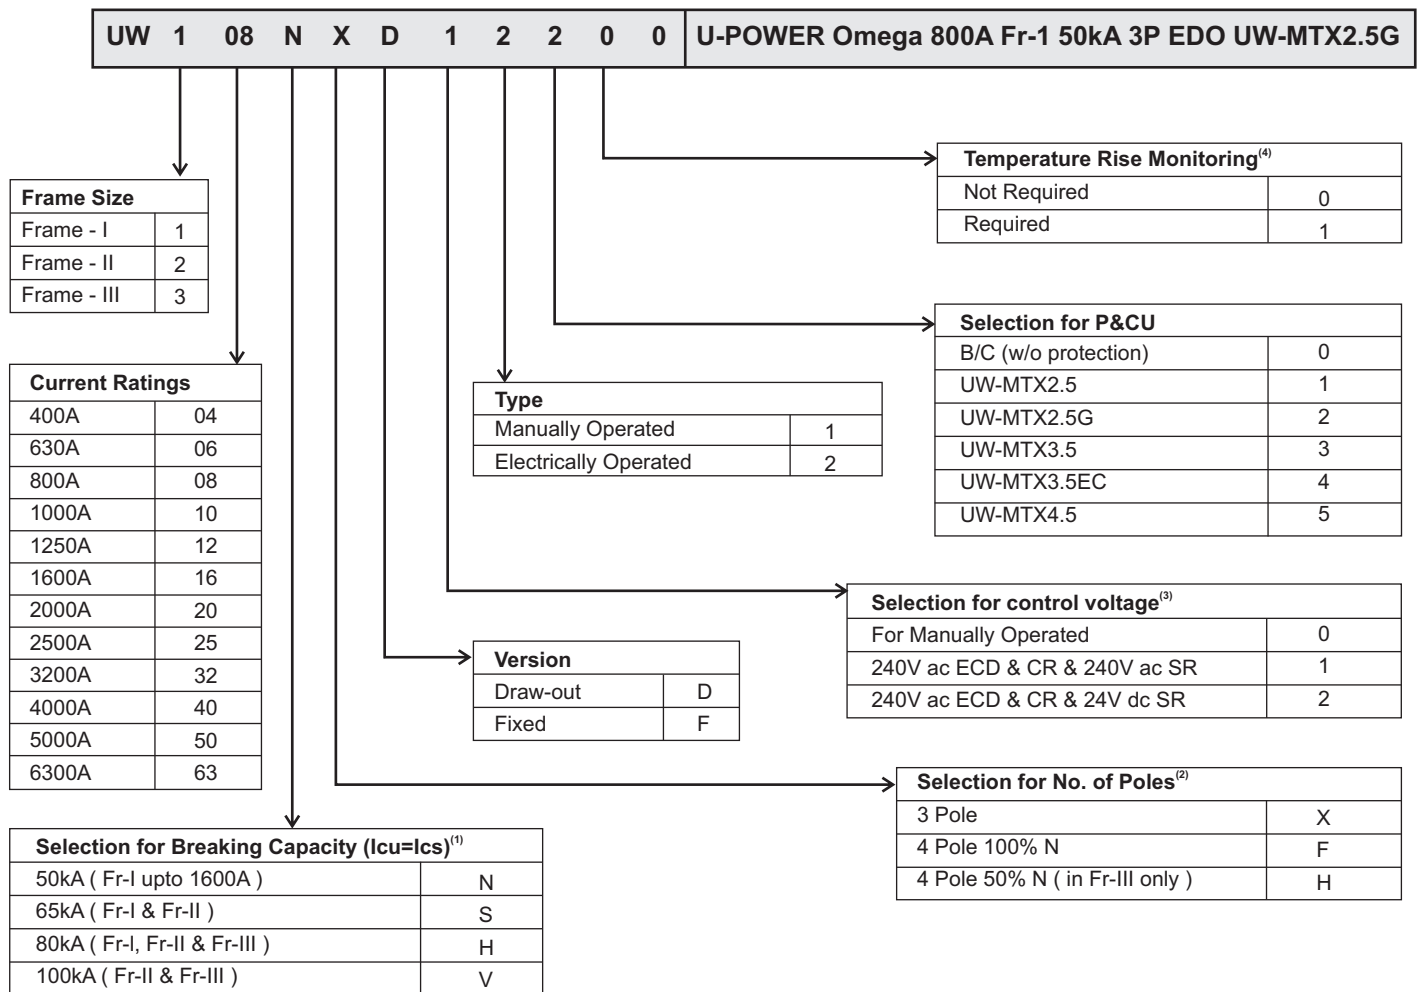 UW 1 08 N X D 1 2 2 0 0 U-POWER Omega 800A Fr-1 50kA 3P EDO UW-MTX2.5G
Temperature Rise Monitoring(4)
Not Required 0
Required 1
Frame Size
Frame - I 1
Frame - II 2
Frame - III 3
Selection for P&CU
B/C (w/o protection) 0
UW-MTX2.5 1
UW-MTX2.5G 2
UW-MTX3.5 3
UW-MTX3.5EC 4
UW-MTX4.5 5
Current Ratings
400A 04
630A 06
800A 08
1000A 10
1250A 12
1600A 16
2000A 20
2500A 25
3200A 32
4000A 40
5000A 50
6300A 63
Type
Manually Operated 1
Electrically Operated 2
Selection for control voltage(3)
For Manually Operated 0
240V ac ECD & CR & 240V ac SR 1
240V ac ECD & CR & 24V dc SR 2
Version
Draw-out D
Fixed F
Selection for No. of Poles(2)
3 Pole X
4 Pole 100% N F
4 Pole 50% N ( in Fr-III only ) H
Selection for Breaking Capacity (Icu=Ics)(1)
50kA ( Fr-I upto 1600A ) N
65kA ( Fr-I & Fr-II ) S
80kA ( Fr-I, Fr-II & Fr-III ) H
100kA ( Fr-II & Fr-III ) V